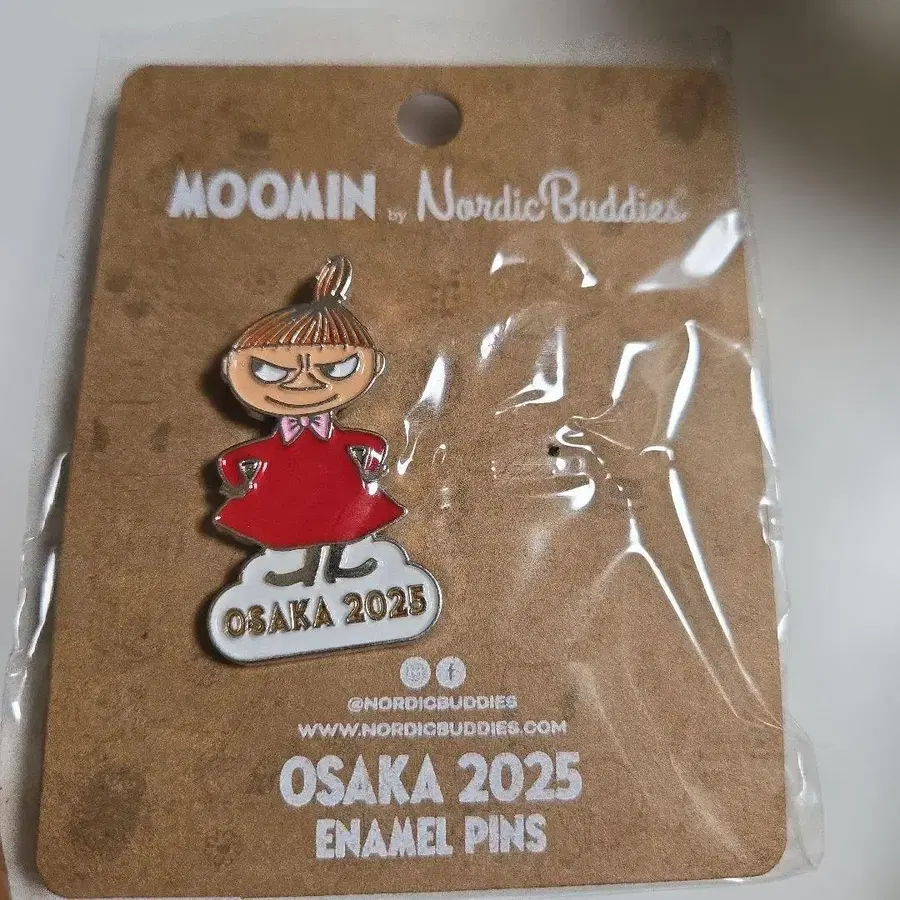 MOOMIN by NordicBuddies
OSAKA 2025
@NORDICBUDDIES
WWW.NORDICBUDDIES.COM
OSAKA 2025
ENAMEL PINS